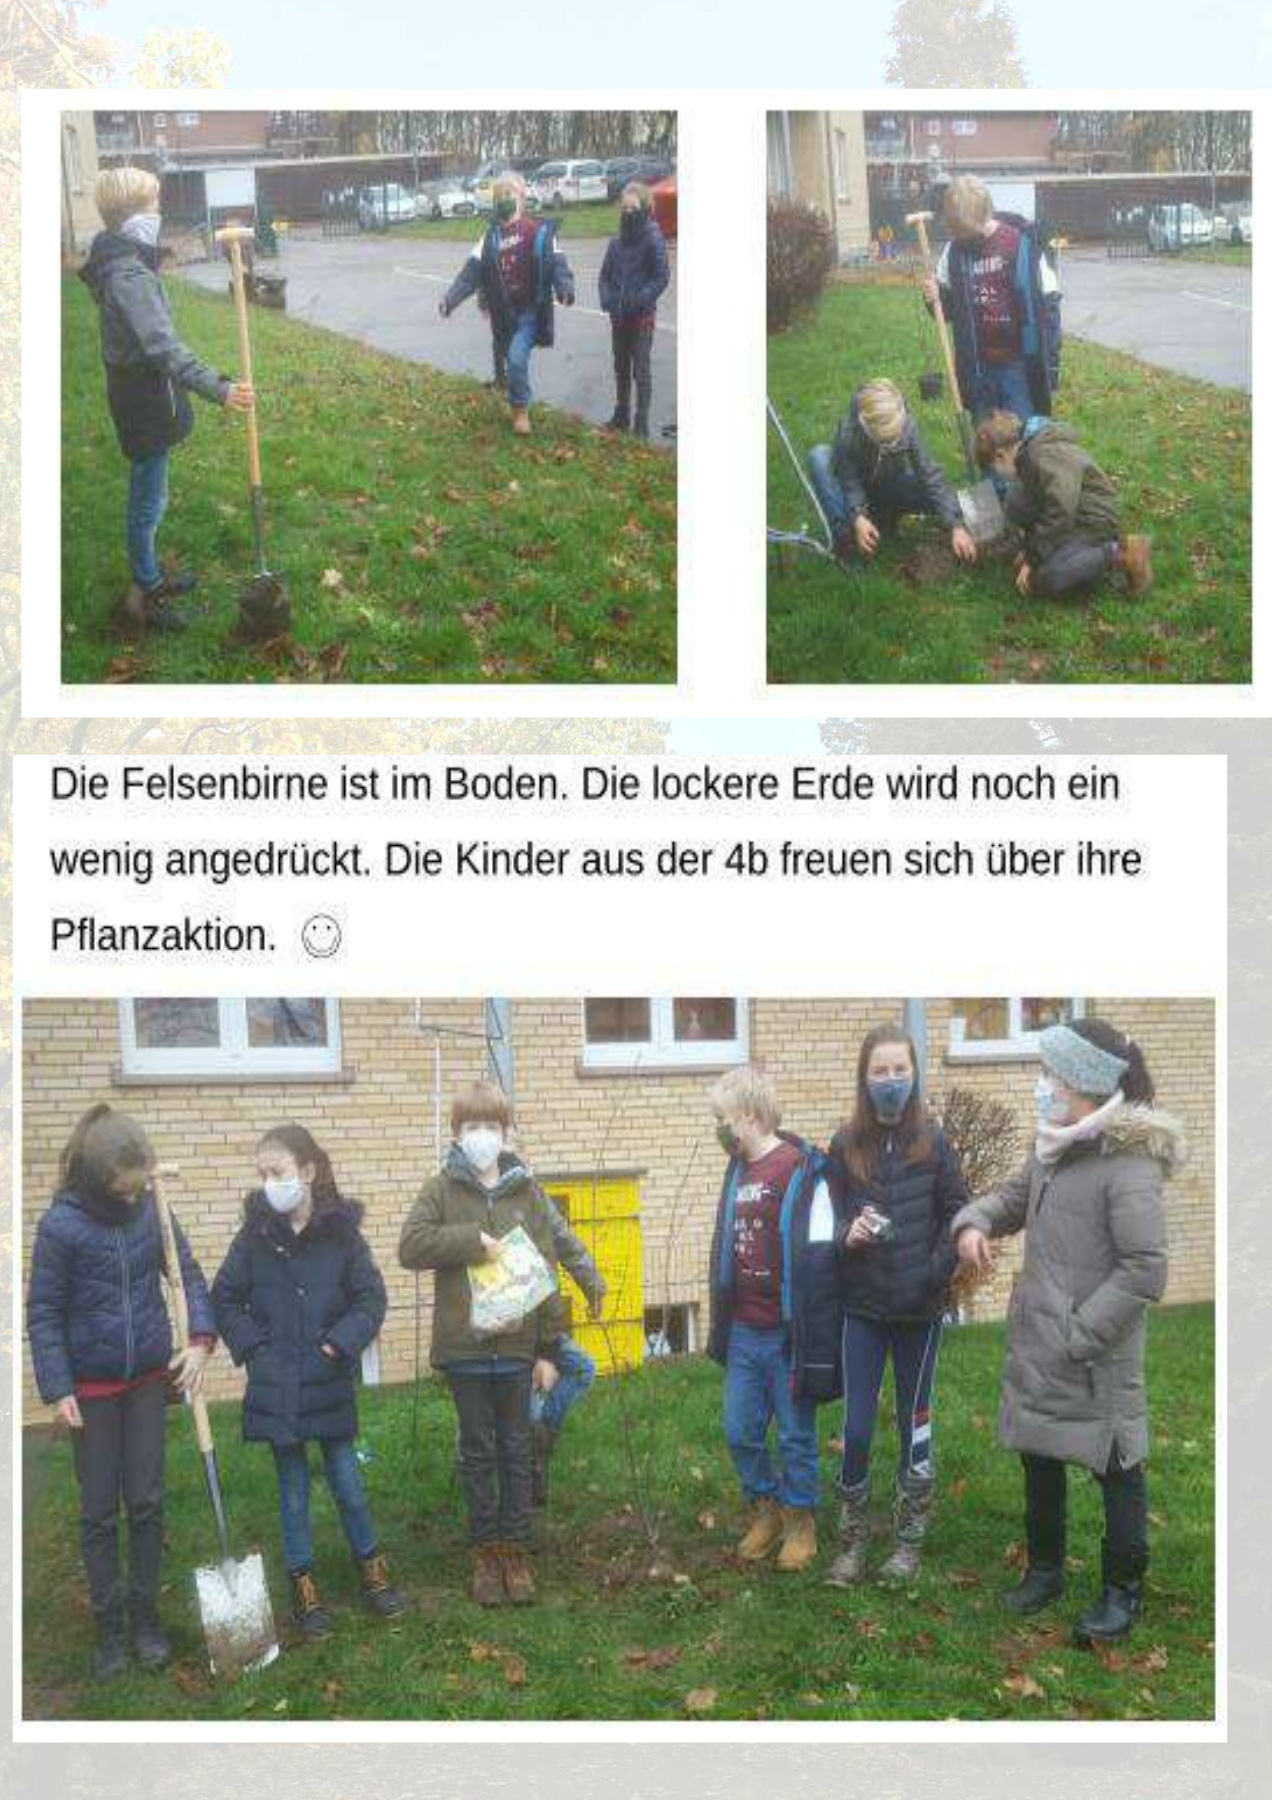 Die Felsenbirne ist im Boden. Die lockere Erde wird noch ein
wenig angedrückt. Die Kinder aus der 4b freuen sich über ihre
Pflanzaktion. ☺